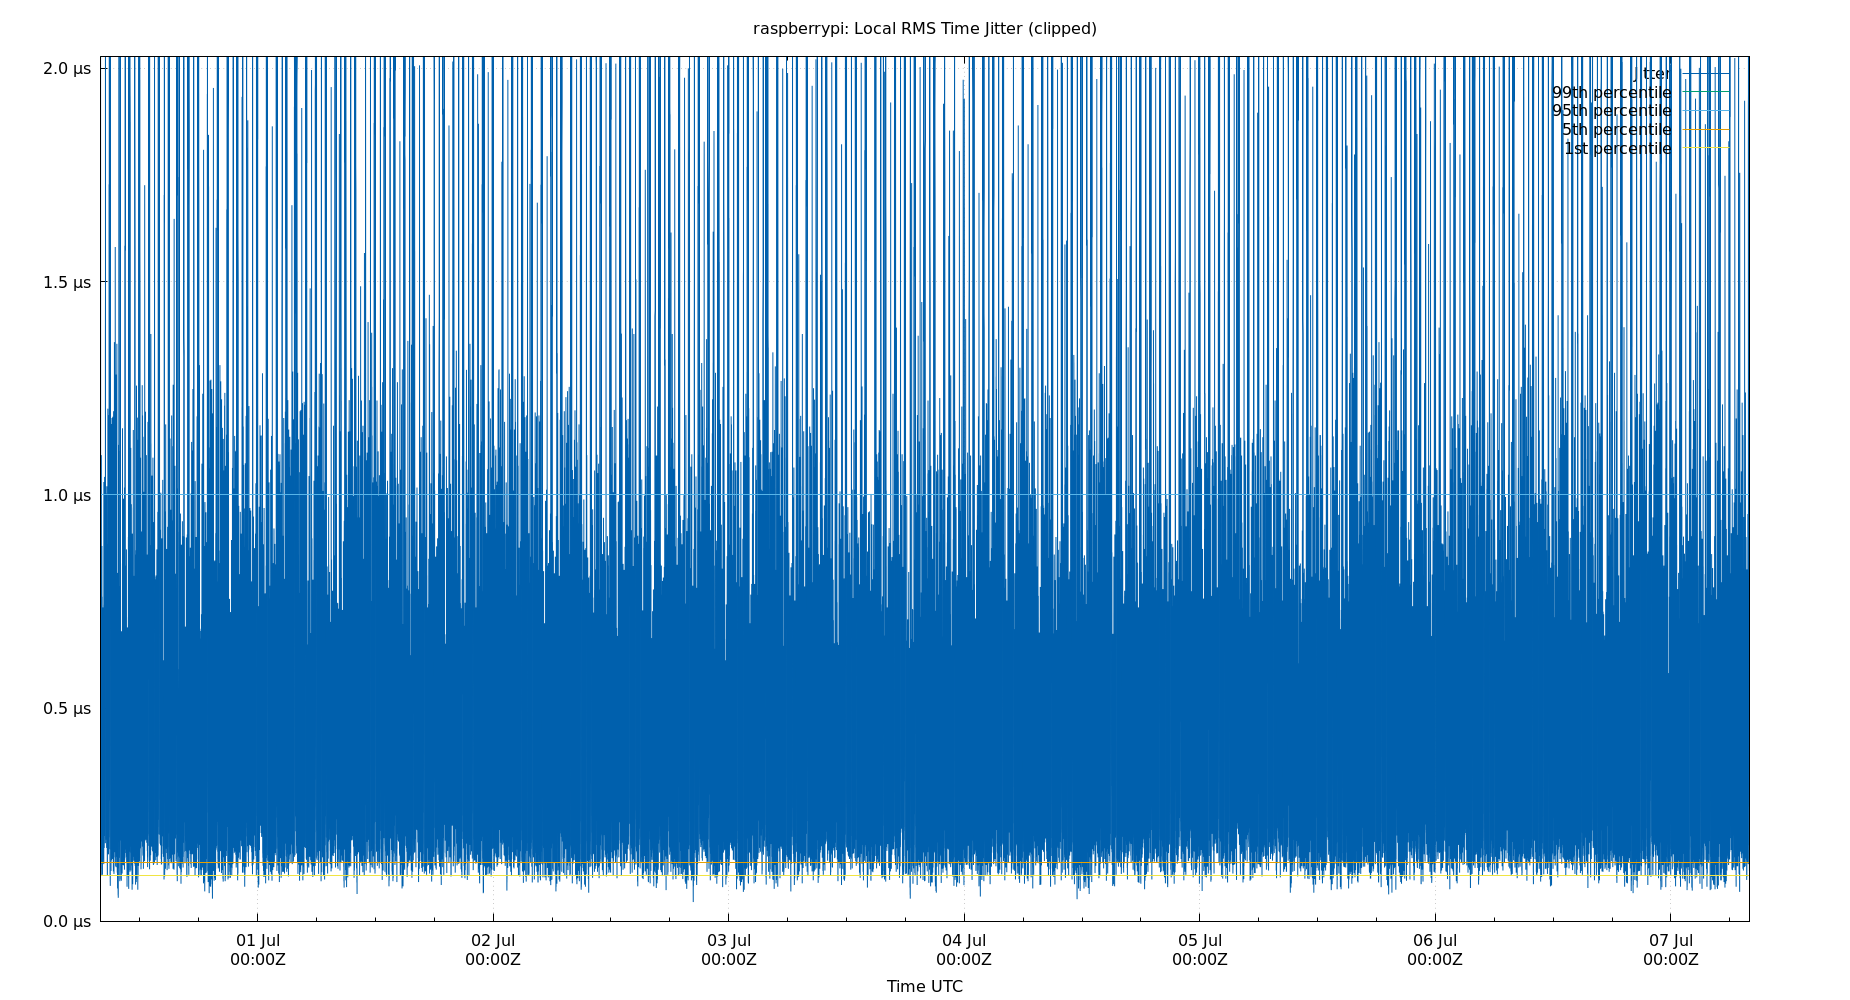 raspberrypi: Local RMS Time Jitter (clipped)
2.0 μs
1.5 μs
1.0 μs
0.5 μs
0.0 μs
jitter
99th percentile
95th percentile
5th percentile
1st percentile
01 Jul
00:00Z
02 Jul
00:00Z
03 Jul
00:00Z
04 Jul
00:00Z
05 Jul
00:00Z
06 Jul
00:00Z
07 Jul
00:00Z
Time UTC